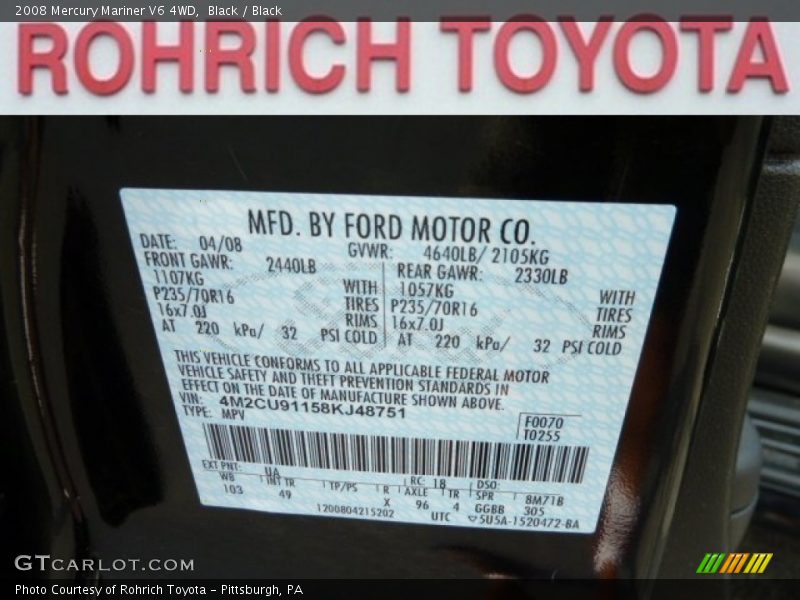 2008 Mercury Mariner V6 4WD,  Black / Black
ROHRICH TOYOTA
MFD. BY FORD MOTOR CO.
DATE: 04/08 GVWR: 4640LB/ 2105KG
FRONT GAWR: 2440LB REAR GAWR: 2330LB
1107KG WITH 1057KG WITH
P235/70R16 TIRES P235/70R16 TIRES
16x7.0J RIMS 16x7.0J RIMS
AT 220 kPa/ 32 PSI COLD AT 220 kPa/ 32 PSI COLD
THIS VEHICLE CONFORMS TO ALL APPLICABLE FEDERAL MOTOR
VEHICLE SAFETY AND THEFT PREVENTION STANDARDS IN
EFFECT ON THE DATE OF MANUFACTURE SHOWN ABOVE.
VIN: 4M2CU91158KJ48751
TYPE: MPV
F0070
T0255
EXT PNT: UA RC: 18 DSO:
WB INT TR TP/PS R AXLE TR SPR 8M71B
103 49 X 96 4 GGBB 305
1200804215202 UTC ▽5U5A-1520472-BA
GTCARLOT.COM
Photo Courtesy of Rohrich Toyota - Pittsburgh, PA